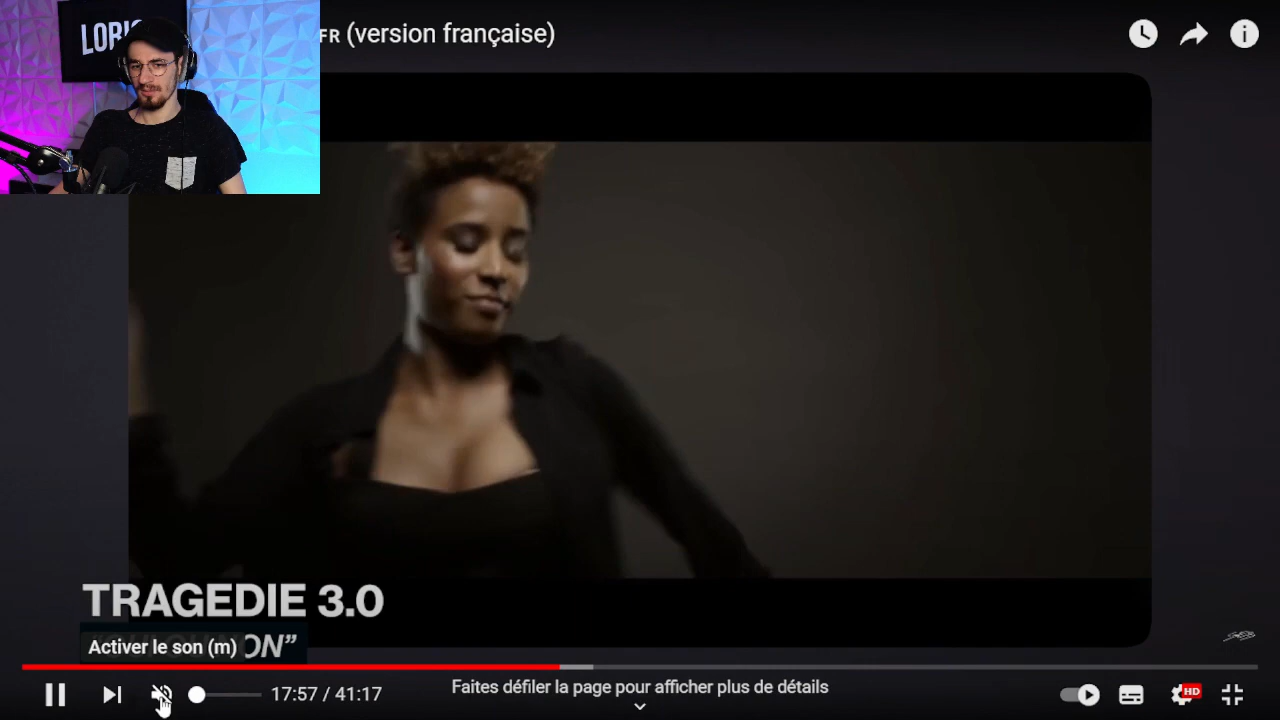 LORIS
FR (version française)
TRAGEDIE 3.0
Activer le son (m)
ON”
17:57 / 41:17
Faites défiler la page pour afficher plus de détails
HD